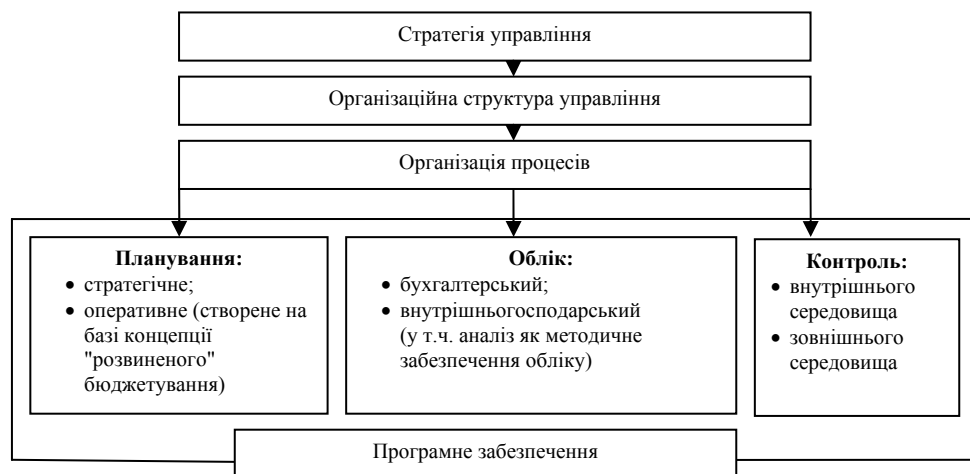 Стратегія управління
Організаційна структура управління
Організація процесів
Планування:
• стратегічне;
• оперативне (створене на
базі концепції
"розвиненого"
бюджетування)
Облік:
• бухгалтерський;
• внутрішньогосподарський
(у т.ч. аналіз як методичне
забезпечення обліку)
Контроль:
• внутрішнього
середовища
• зовнішнього
середовища
Програмне забезпечення